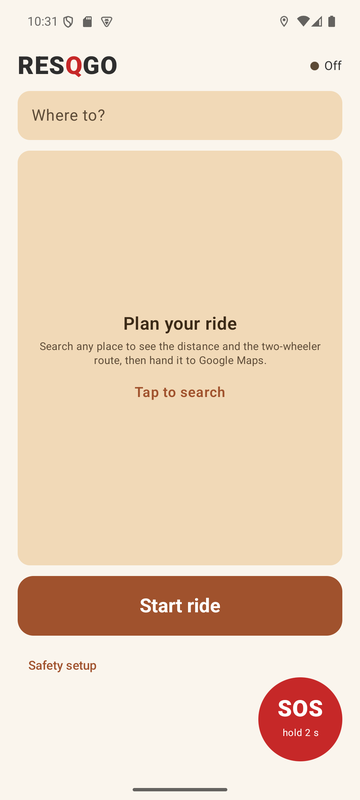 10:31
RESQGO
Off
Where to?
Plan your ride
Search any place to see the distance and the two-wheeler
route, then hand it to Google Maps.
Tap to search
Start ride
Safety setup
SOS
hold 2 s